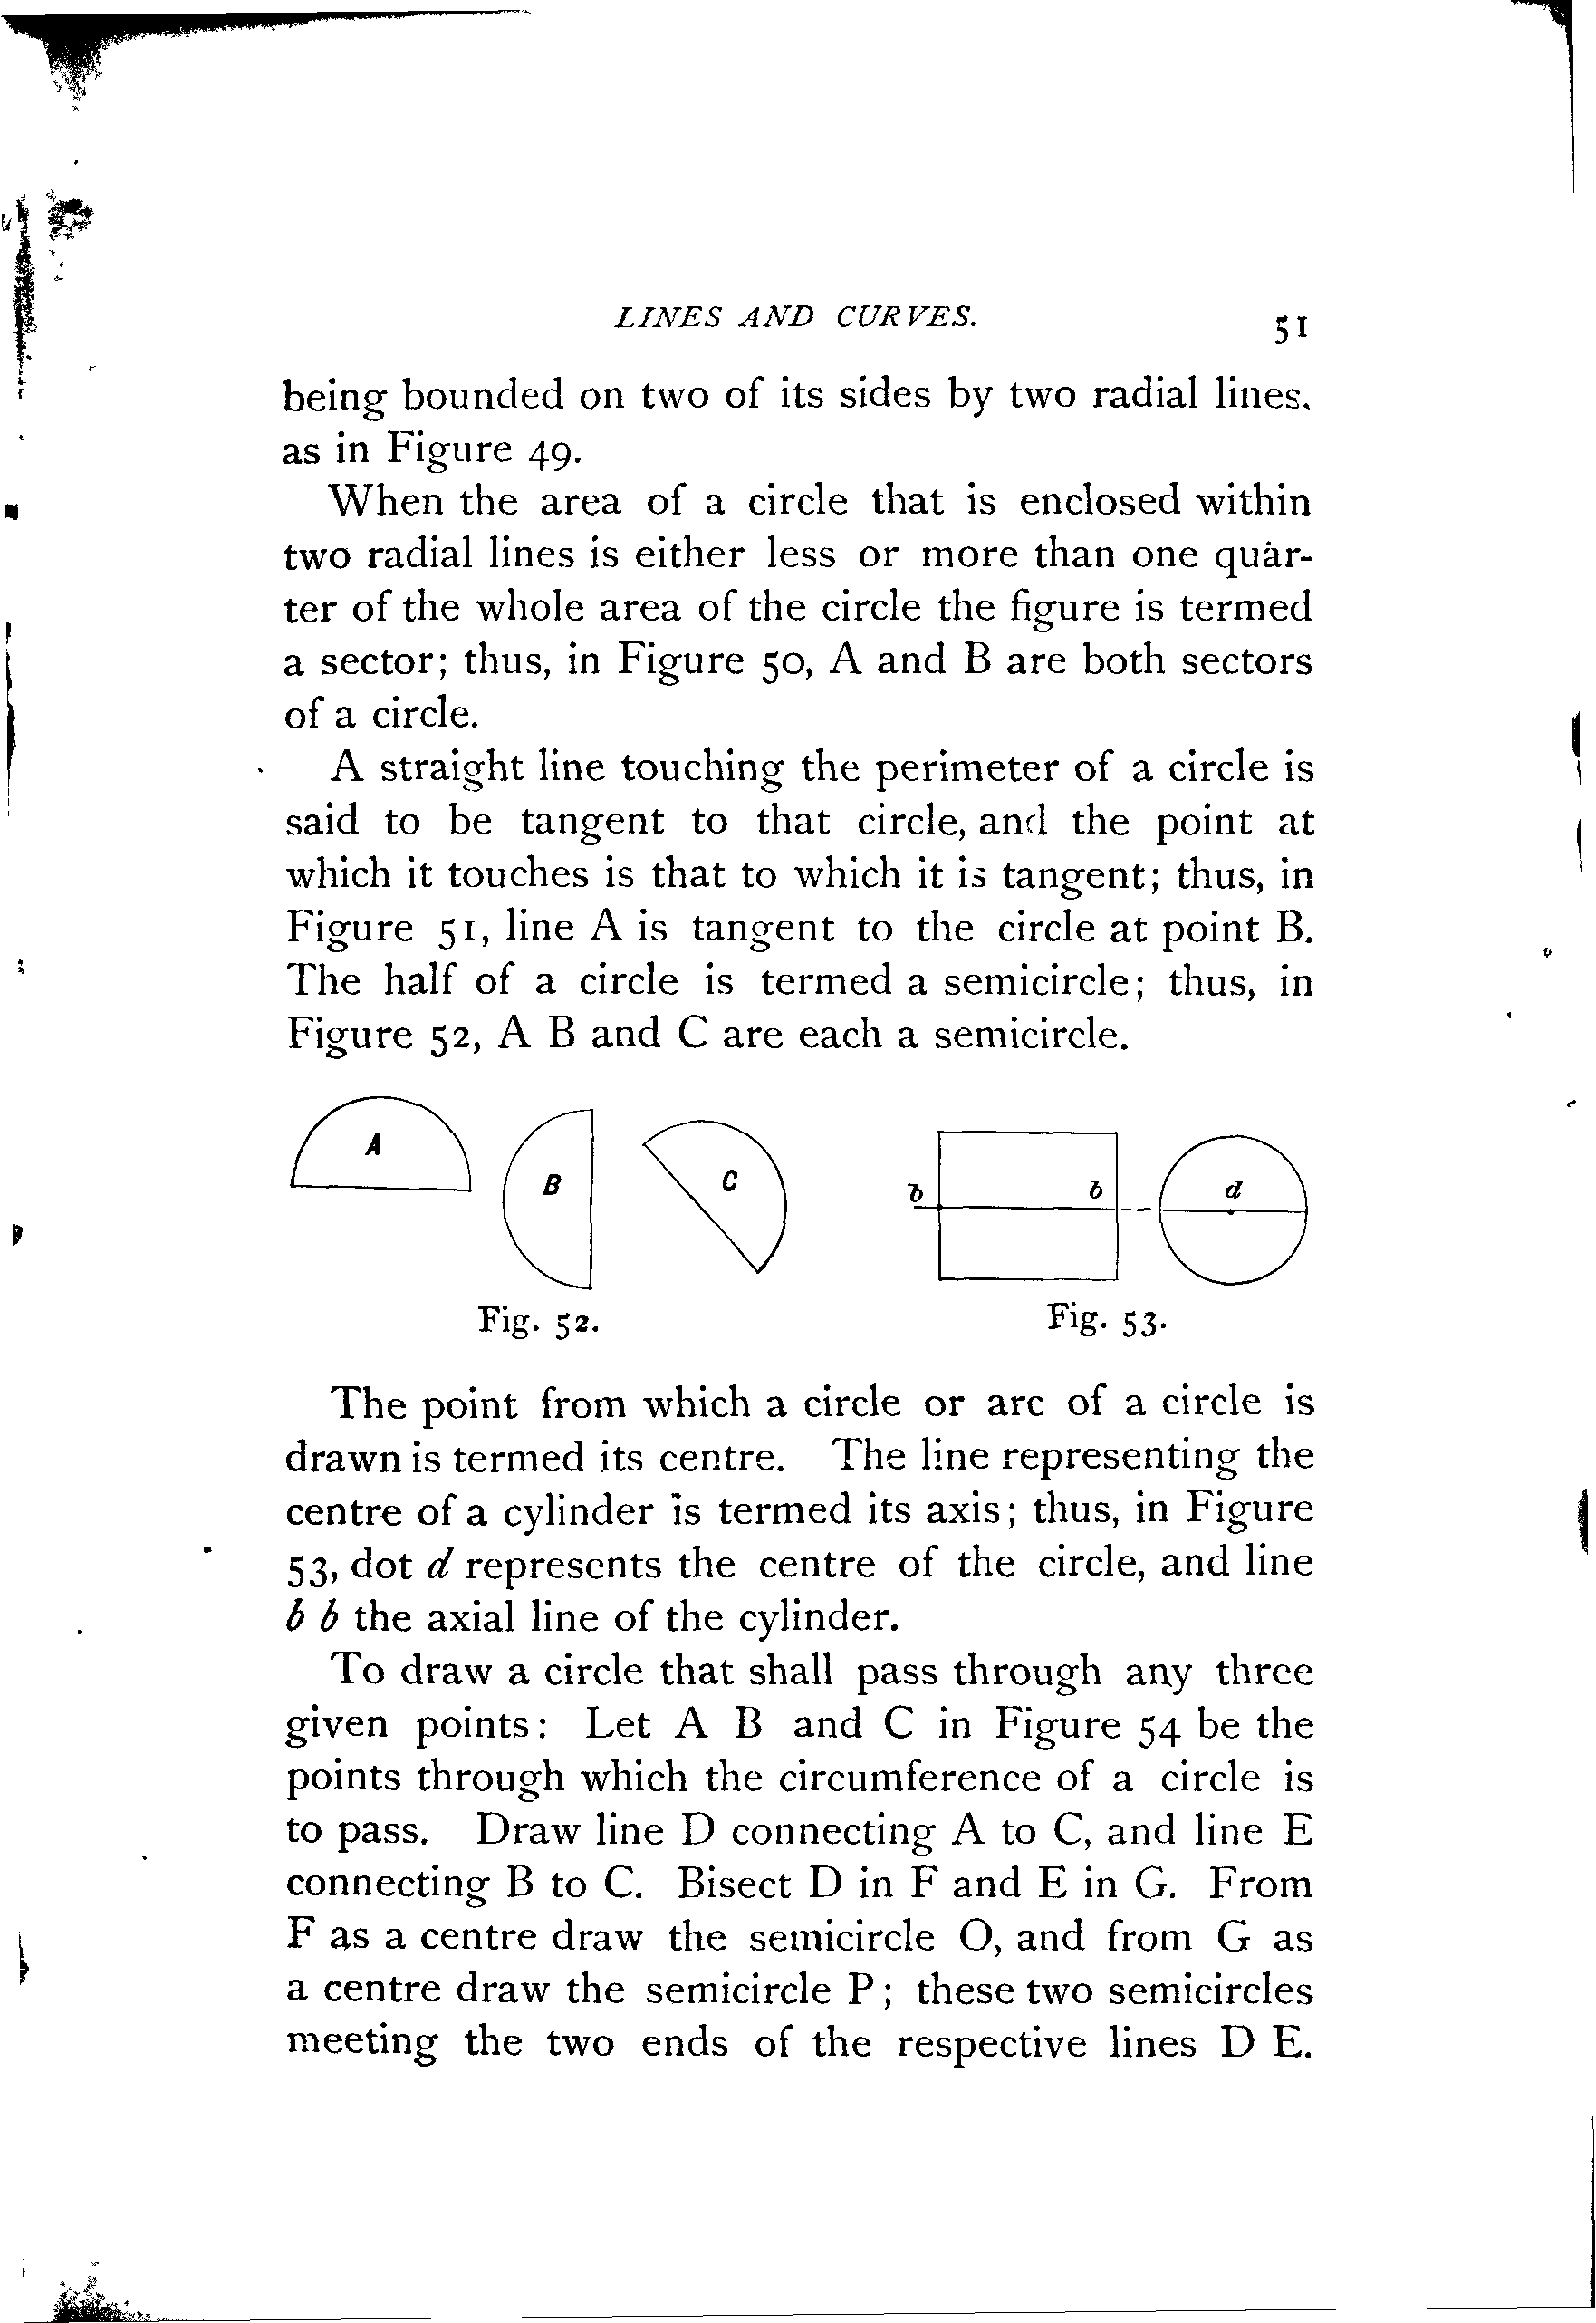 LINES AND CURVES.
51
being bounded on two of its sides by two radial lines.
as in Figure 49.
When the area of a circle that is enclosed within
two radial lines is either less or more than one quar-
ter of the whole area of the circle the figure is termed
a sector; thus, in Figure 50, A and B are both sectors
of a circle.
A straight line touching the perimeter of a circle is
said to be tangent to that circle, and the point at
which it touches is that to which it is tangent; thus, in
Figure 51, line A is tangent to the circle at point B.
The half of a circle is termed a semicircle; thus, in
Figure 52, A B and C are each a semicircle.
A
B
C
b
b
d
Fig. 52.
Fig. 53.
The point from which a circle or arc of a circle is
drawn is termed its centre. The line representing the
centre of a cylinder is termed its axis; thus, in Figure
53, dot d represents the centre of the circle, and line
b b the axial line of the cylinder.
To draw a circle that shall pass through any three
given points: Let A B and C in Figure 54 be the
points through which the circumference of a circle is
to pass. Draw line D connecting A to C, and line E
connecting B to C. Bisect D in F and E in G. From
F as a centre draw the semicircle O, and from G as
a centre draw the semicircle P; these two semicircles
meeting the two ends of the respective lines D E.